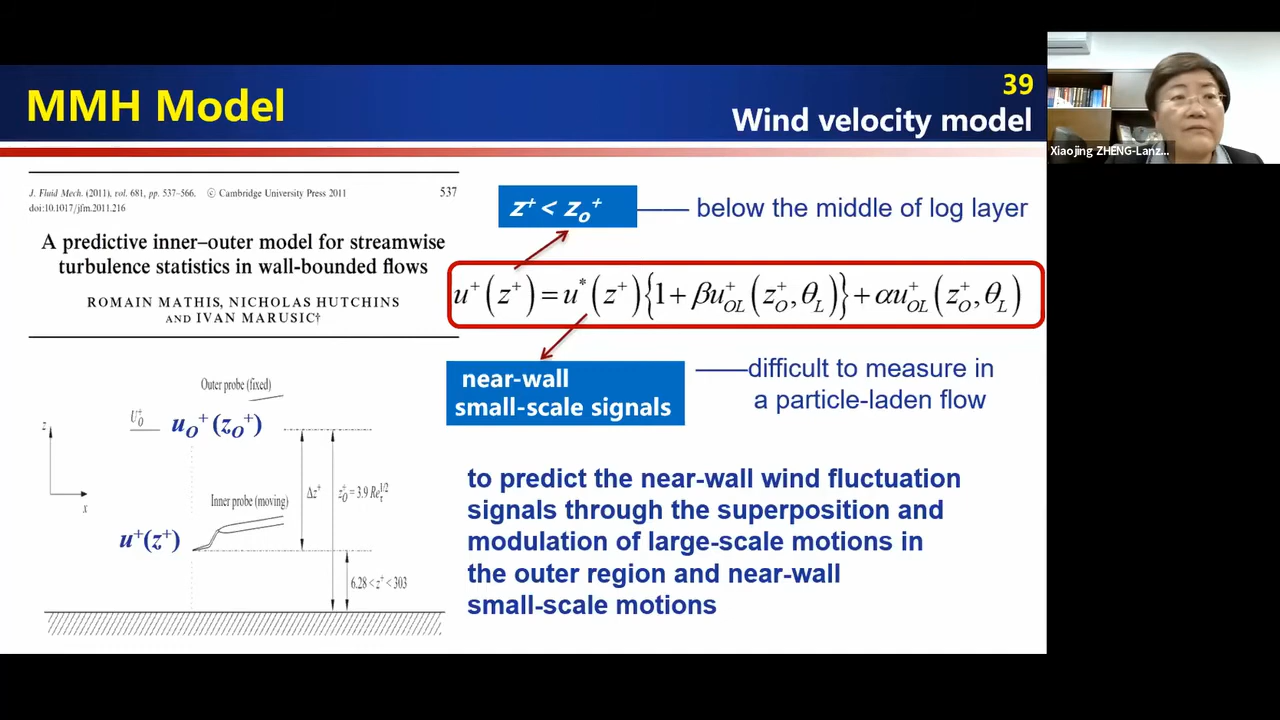 MMH Model
39
Wind velocity model
Xiaojing ZHENG-Lanz...
J. Fluid Mech. (2011), vol. 681, pp. 537–566. © Cambridge University Press 2011
537
doi:10.1017/jfm.2011.216
A predictive inner–outer model for streamwise
turbulence statistics in wall-bounded flows
ROMAIN MATHIS, NICHOLAS HUTCHINS
AND IVAN MARUSIC†
z⁺ < zₒ⁺
below the middle of log layer
u⁺(z⁺) = u*(z⁺){1 + βu⁺_OL(z⁺_O, θ_L)} + αu⁺_OL(z⁺_O, θ_L)
near-wall
small-scale signals
——difficult to measure in
a particle-laden flow
Outer probe (fixed)
U⁺_O
u_O⁺(z_O⁺)
z
x
Inner probe (moving)
Δz⁺
z⁺_O = 3.9 Re_τ^1/2
u⁺(z⁺)
6.28 < z⁺ < 303
to predict the near-wall wind fluctuation
signals through the superposition and
modulation of large-scale motions in
the outer region and near-wall
small-scale motions